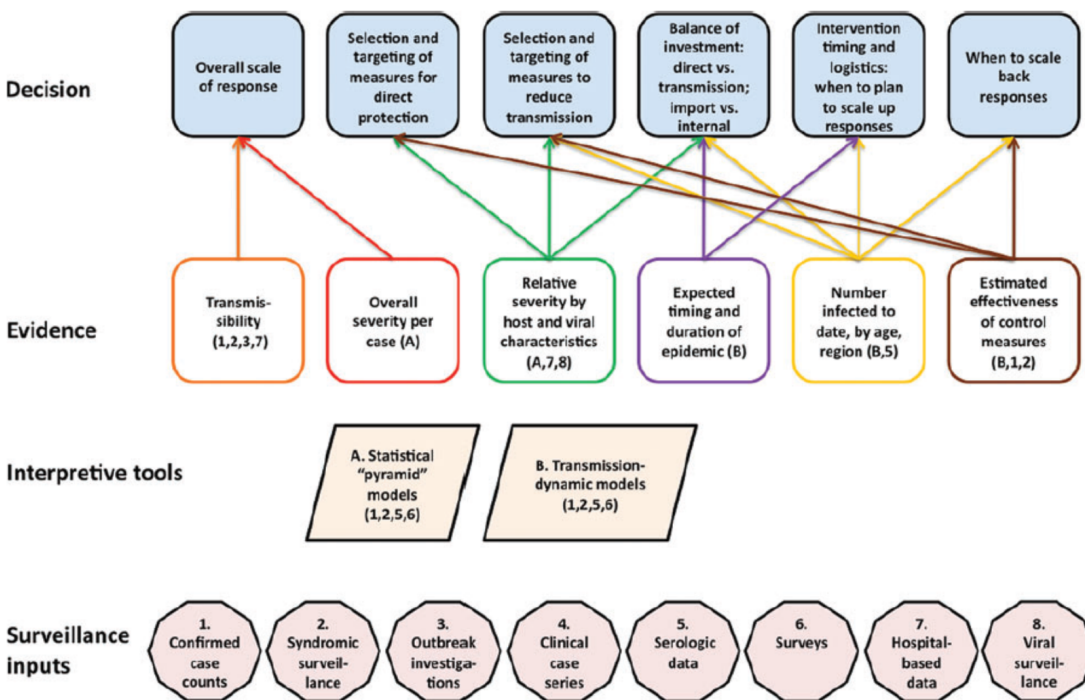 Decision
Overall scale
of response
Selection and
targeting of
measures for
direct
protection
Selection and
targeting of
measures to
reduce
transmission
Balance of
investment:
direct vs.
transmission;
import vs.
internal
Intervention
timing and
logistics:
when to plan
to scale up
responses
When to scale
back
responses
Evidence
Transmis-
sibility
(1,2,3,7)
Overall
severity per
case (A)
Relative
severity by
host and viral
characteristics
(A,7,8)
Expected
timing and
duration of
epidemic (B)
Number
infected to
date, by age,
region (B,5)
Estimated
effectiveness
of control
measures
(B,1,2)
Interpretive tools
A. Statistical
“pyramid”
models
(1,2,5,6)
B. Transmission-
dynamic models
(1,2,5,6)
Surveillance
inputs
1.
Confirmed
case
counts
2.
Syndromic
surveil-
lance
3.
Outbreak
investiga-
tions
4.
Clinical
case
series
5.
Serologic
data
6.
Surveys
7.
Hospital-
based
data
8.
Viral
surveil-
lance